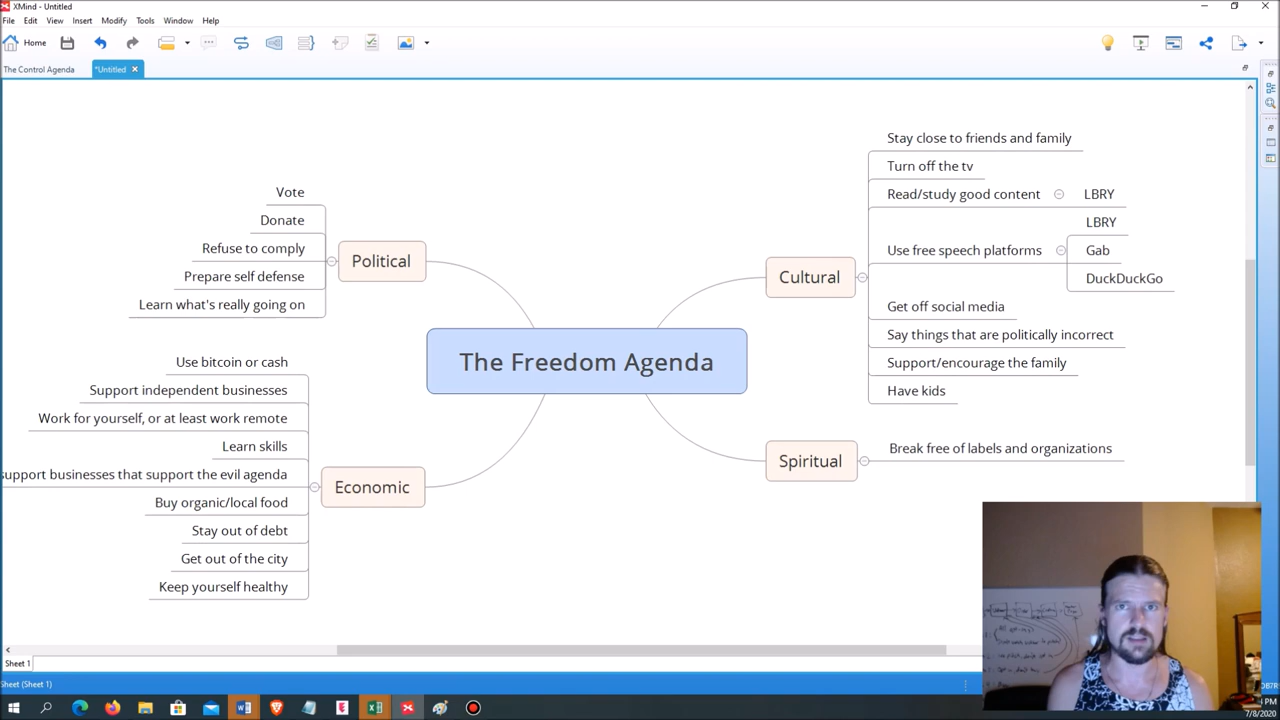 XMind - Untitled
File Edit View Insert Modify Tools Window Help
Home
The Control Agenda
*Untitled
The Freedom Agenda
Political
Vote
Donate
Refuse to comply
Prepare self defense
Learn what's really going on
Economic
Use bitcoin or cash
Support independent businesses
Work for yourself, or at least work remote
Learn skills
support businesses that support the evil agenda
Buy organic/local food
Stay out of debt
Get out of the city
Keep yourself healthy
Cultural
Stay close to friends and family
Turn off the tv
Read/study good content
LBRY
Use free speech platforms
LBRY
Gab
DuckDuckGo
Get off social media
Say things that are politically incorrect
Support/encourage the family
Have kids
Spiritual
Break free of labels and organizations
Sheet 1
Sheet (Sheet 1)
PM
7/8/2020